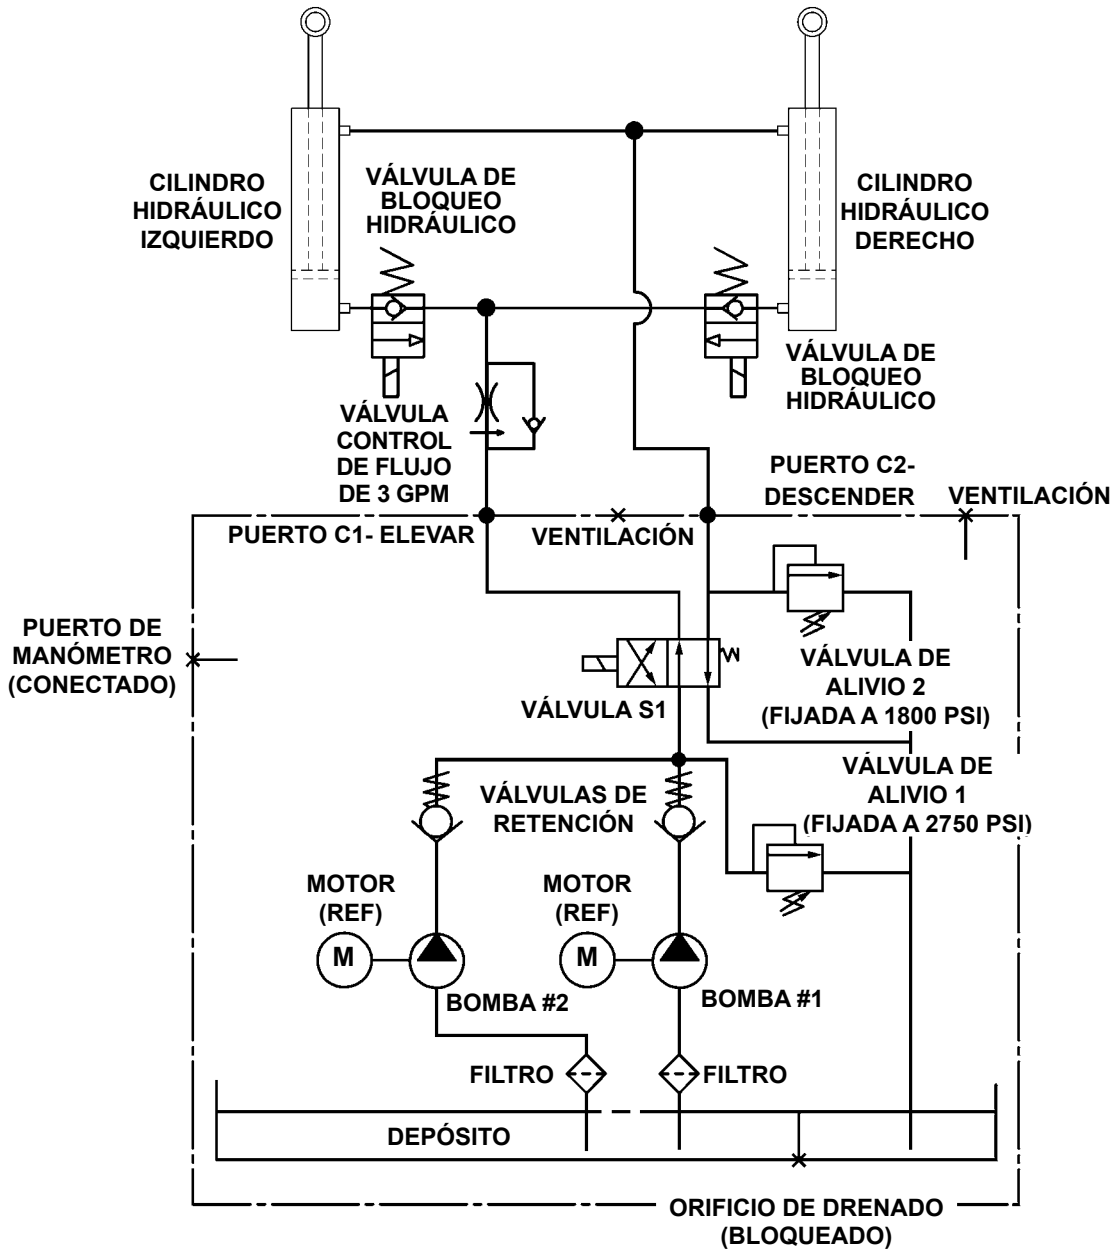 CILINDRO
HIDRÁULICO
IZQUIERDO
VÁLVULA DE
BLOQUEO
HIDRÁULICO
CILINDRO
HIDRÁULICO
DERECHO
VÁLVULA DE
BLOQUEO
HIDRÁULICO
VÁLVULA
CONTROL
DE FLUJO
DE 3 GPM
PUERTO C2-
DESCENDER
VENTILACIÓN
PUERTO C1- ELEVAR
VENTILACIÓN
PUERTO DE
MANÓMETRO
(CONECTADO)
VÁLVULA DE
ALIVIO 2
(FIJADA A 1800 PSI)
VÁLVULA S1
VÁLVULA DE
ALIVIO 1
(FIJADA A 2750 PSI)
VÁLVULAS DE
RETENCIÓN
MOTOR
(REF)
M
BOMBA #2
MOTOR
(REF)
M
BOMBA #1
FILTRO
FILTRO
DEPÓSITO
ORIFICIO DE DRENADO
(BLOQUEADO)